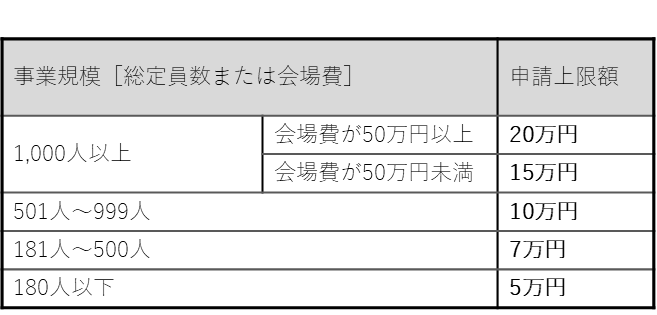 事業規模［総定員数または会場費］ 申請上限額
1,000人以上 会場費が50万円以上 20万円
会場費が50万円未満 15万円
501人～999人 10万円
181人～500人 7万円
180人以下 5万円